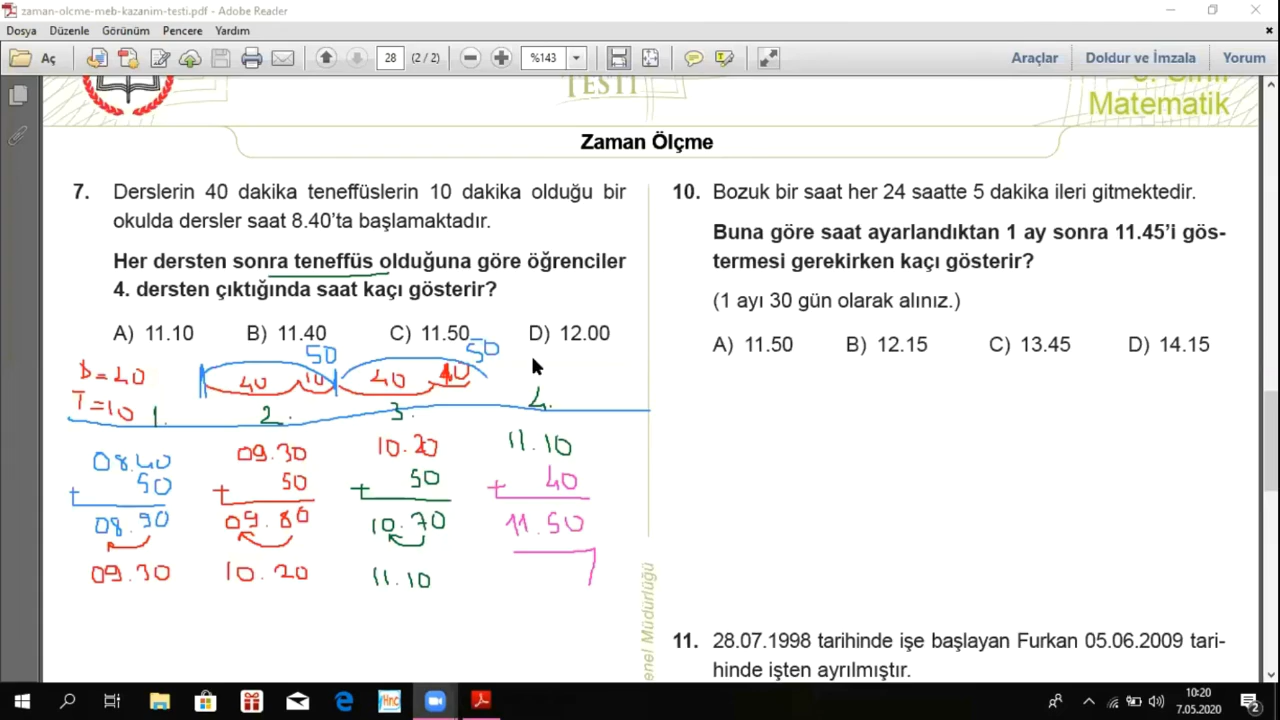 zaman-olcme-meb-kazanim-testi.pdf - Adobe Reader
Dosya Düzenle Görünüm Pencere Yardım
Aç
28 (2 / 2)
%143
Araçlar
Doldur ve İmzala
Yorum
TESTİ
Matematik
Zaman Ölçme
7. Derslerin 40 dakika teneffüslerin 10 dakika olduğu bir
okulda dersler saat 8.40'ta başlamaktadır.
Her dersten sonra teneffüs olduğuna göre öğrenciler
4. dersten çıktığında saat kaçı gösterir?
A) 11.10 B) 11.40 C) 11.50 D) 12.00
50 50
D=40 40 10 40 10
T=10
1. 2. 3. 4.
08.40 09.30 10.20 11.10
+ 50 + 50 + 50 + 40
08.90 09.80 10.70 11.50
09.30 10.20 11.10
10. Bozuk bir saat her 24 saatte 5 dakika ileri gitmektedir.
Buna göre saat ayarlandıktan 1 ay sonra 11.45'i gös-
termesi gerekirken kaçı gösterir?
(1 ayı 30 gün olarak alınız.)
A) 11.50 B) 12.15 C) 13.45 D) 14.15
enel Müdürlüğü
11. 28.07.1998 tarihinde işe başlayan Furkan 05.06.2009 tari-
hinde işten ayrılmıştır.
10:20
7.05.2020
2